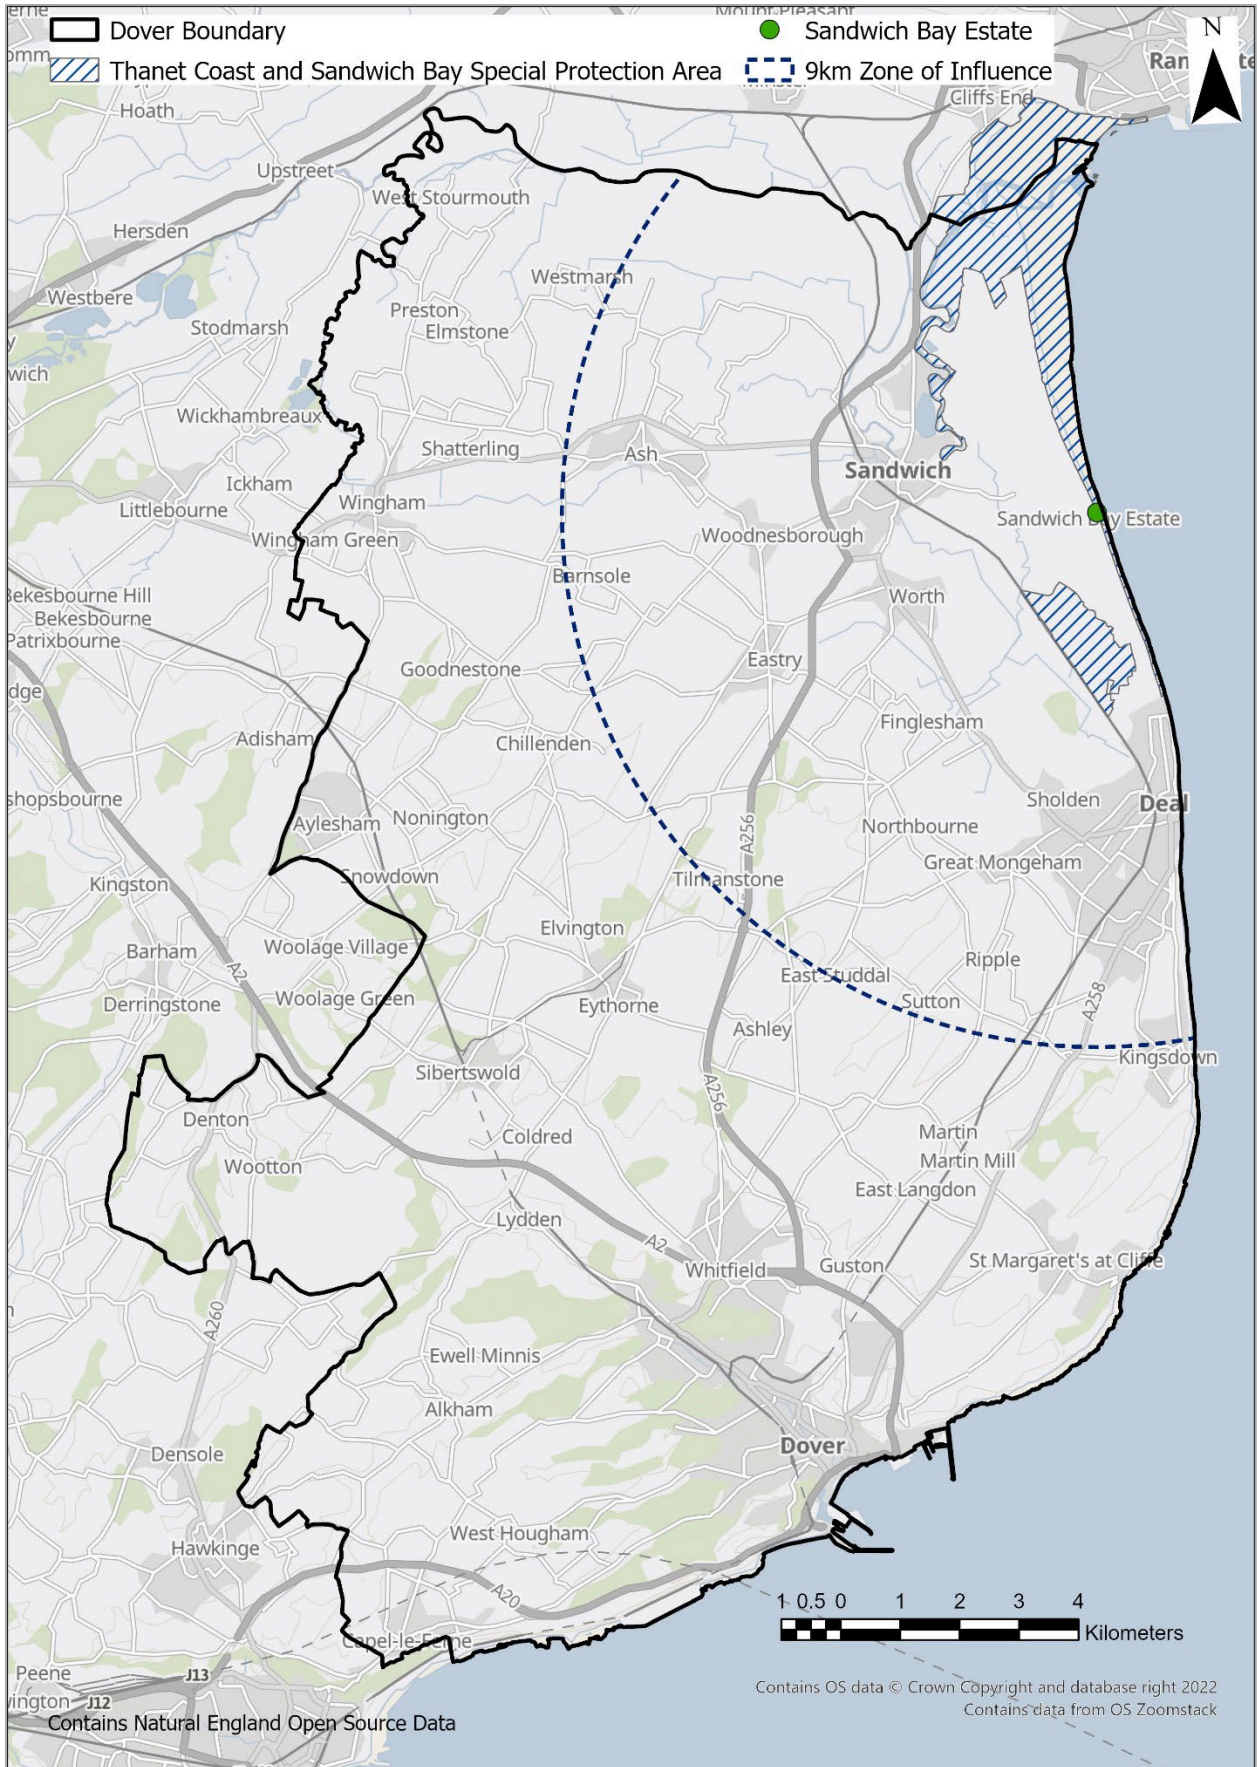 Dover Boundary
Sandwich Bay Estate
Thanet Coast and Sandwich Bay Special Protection Area
9km Zone of Influence
N
Hoath
Cliffs End
Upstreet
West Stourmouth
Hersden
Westmarsh
Westbere
Preston
Stodmarsh
Elmstone
wich
Wickhambreaux
Shatterling
Ash
Sandwich
Ickham
Littlebourne
Wingham
Sandwich Bay Estate
Woodnesborough
Wingham Green
Barnsole
Bekesbourne Hill
Worth
Bekesbourne
Patrixbourne
Eastry
Goodnestone
dge
Finglesham
Adisham
Chillenden
shopsbourne
Sholden
Deal
Aylesham
Nonington
Northbourne
A256
Great Mongeham
Kingston
Snowdown
Tilmanstone
Elvington
Barham
Woolage Village
Ripple
A2
East Studdal
Derringstone
Woolage Green
Eythorne
Sutton
A258
Ashley
Kingsdown
Sibertswold
A256
Denton
Coldred
Martin
Wootton
Martin Mill
East Langdon
Lydden
A2
Whitfield
Guston
St Margaret's at Cliffe
A260
Ewell Minnis
Alkham
Dover
Densole
West Hougham
Hawkinge
A20
1 0.5 0 1 2 3 4
Kilometers
Capel-le-Ferne
Peene
J13
ington
J12
Contains OS data © Crown Copyright and database right 2022
Contains data from OS Zoomstack
Contains Natural England Open Source Data